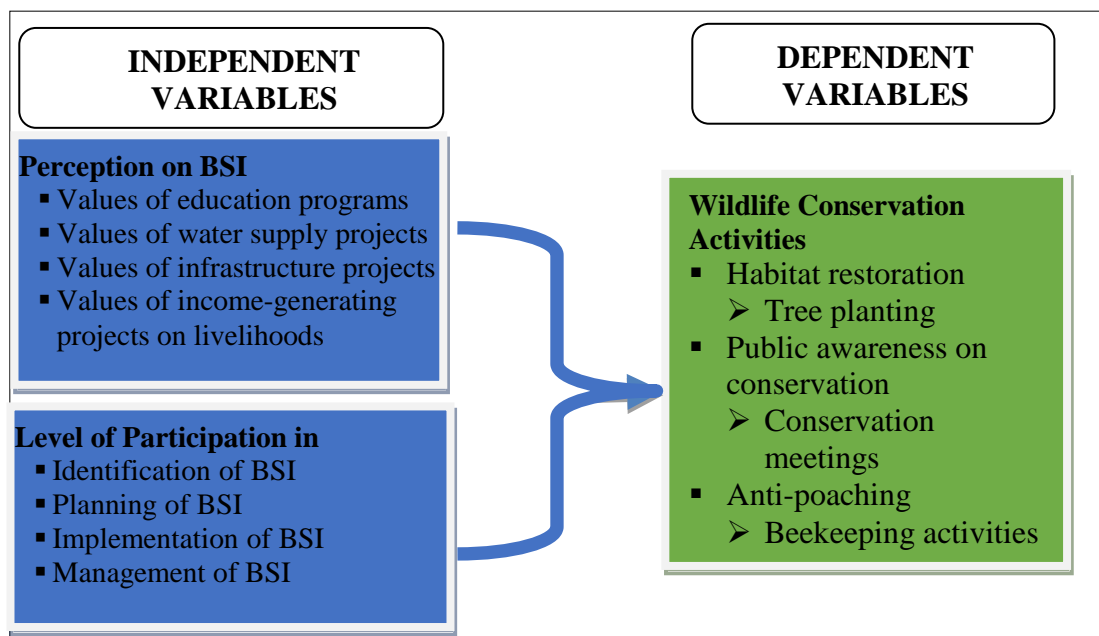 INDEPENDENT
VARIABLES
Perception on BSI
▪ Values of education programs
▪ Values of water supply projects
▪ Values of infrastructure projects
▪ Values of income-generating
projects on livelihoods
Level of Participation in
▪ Identification of BSI
▪ Planning of BSI
▪ Implementation of BSI
▪ Management of BSI
DEPENDENT
VARIABLES
Wildlife Conservation
Activities
▪ Habitat restoration
➢ Tree planting
▪ Public awareness on
conservation
➢ Conservation
meetings
▪ Anti-poaching
➢ Beekeeping activities